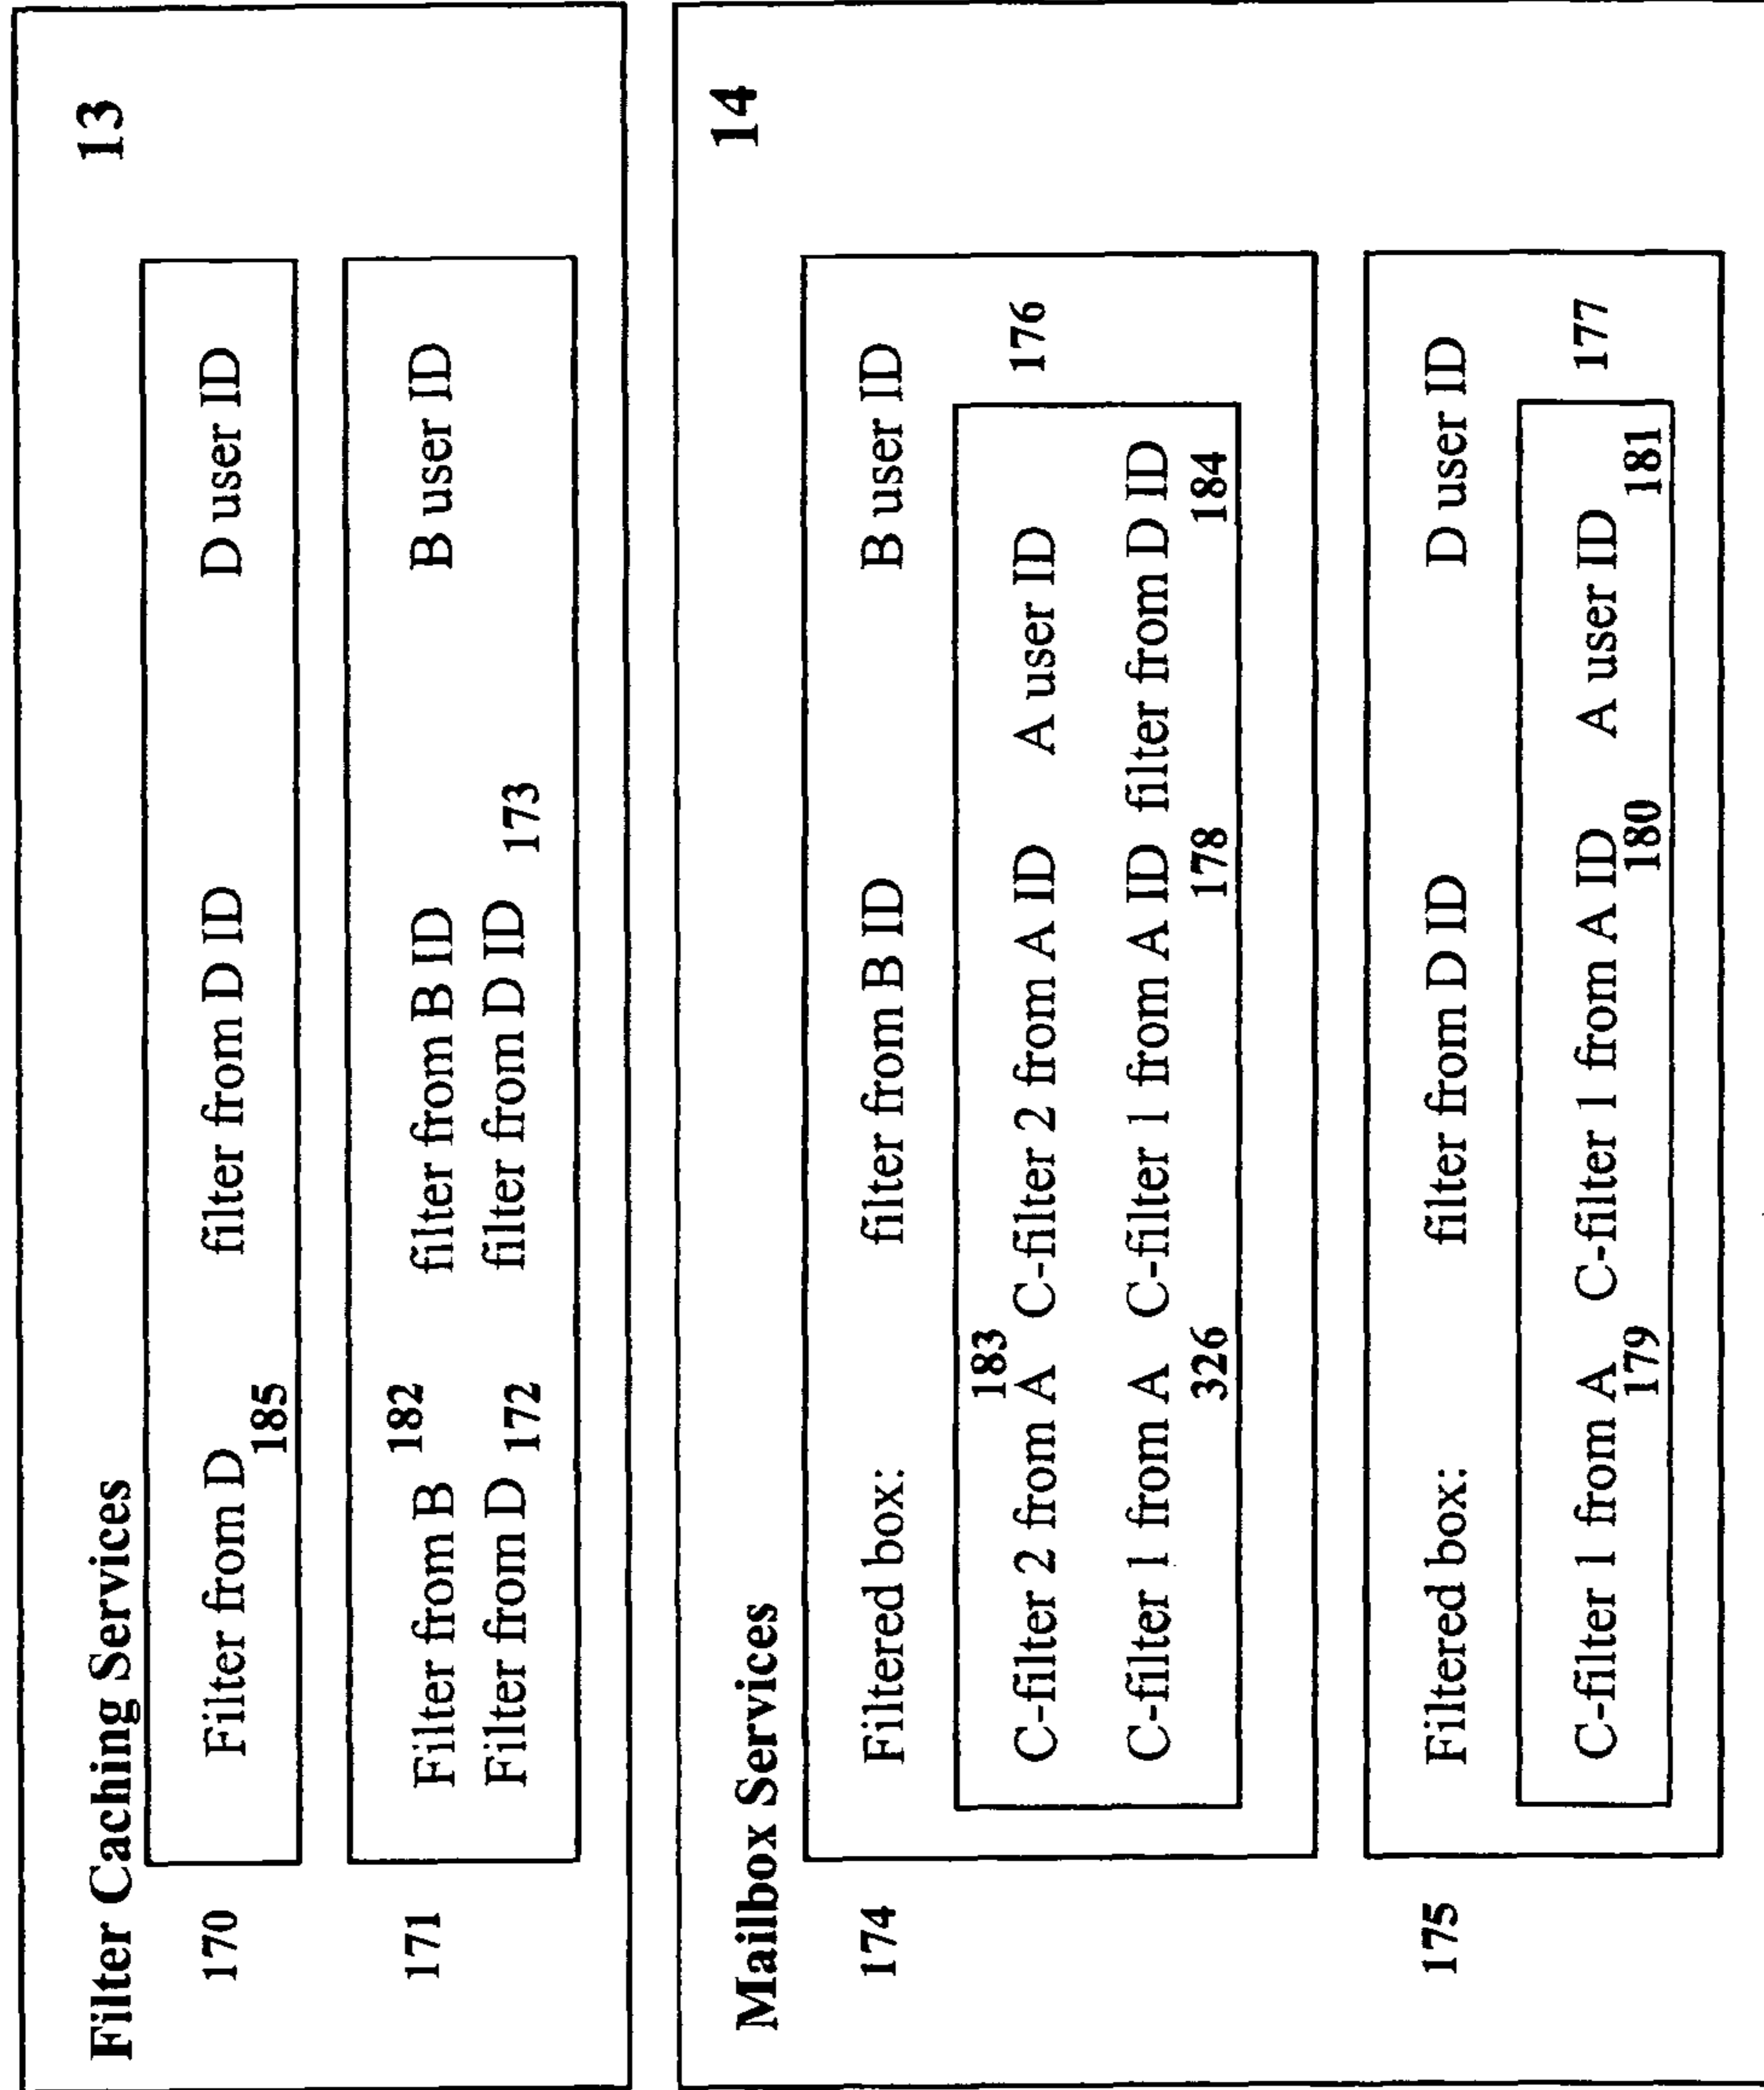 Filter Caching Services 13
170 Filter from D filter from D ID D user ID
185
182
171 Filter from B filter from B ID B user ID
Filter from D 172 filter from D ID 173
Mailbox Services 14
174 Filtered box: filter from B ID B user ID
183 176
C-filter 2 from A C-filter 2 from A ID A user ID
C-filter 1 from A C-filter 1 from A ID filter from D ID
326 178 184
175 Filtered box: filter from D ID D user ID
C-filter 1 from A C-filter 1 from A ID A user ID 177
179 180 181